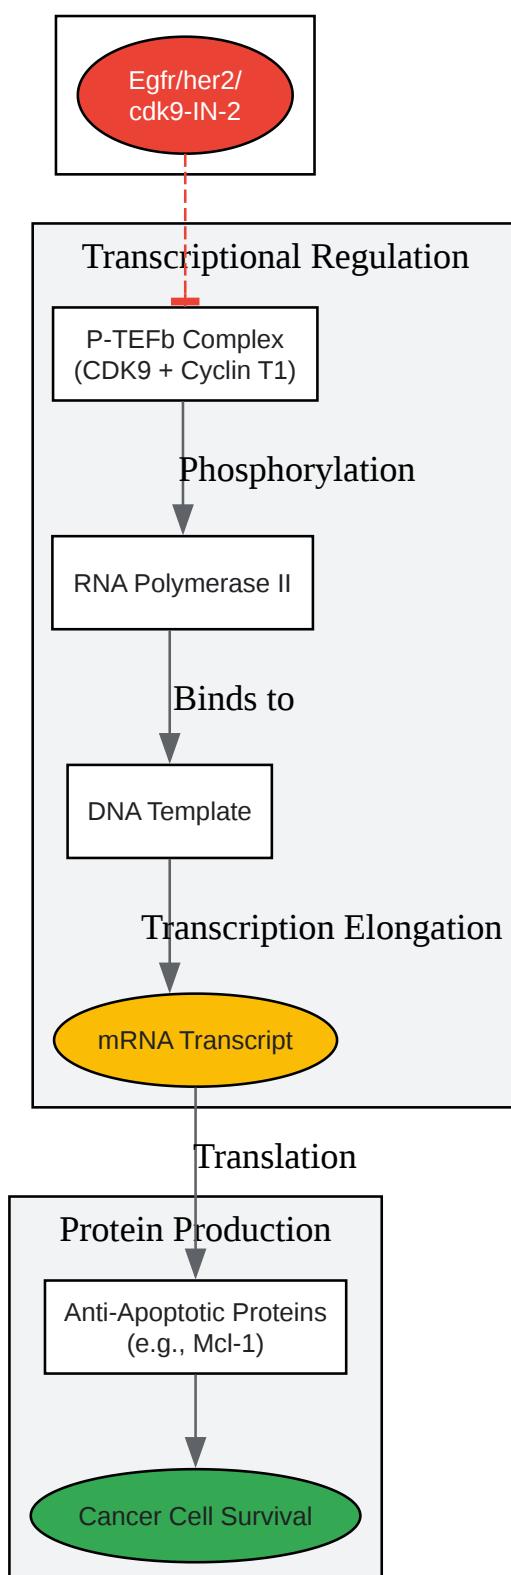 Egfr/her2/
cdk9-IN-2
Transcriptional Regulation
P-TEFb Complex
(CDK9 + Cyclin T1)
Phosphorylation
RNA Polymerase II
Binds to
DNA Template
Transcription Elongation
mRNA Transcript
Translation
Protein Production
Anti-Apoptotic Proteins
(e.g., Mcl-1)
Cancer Cell Survival